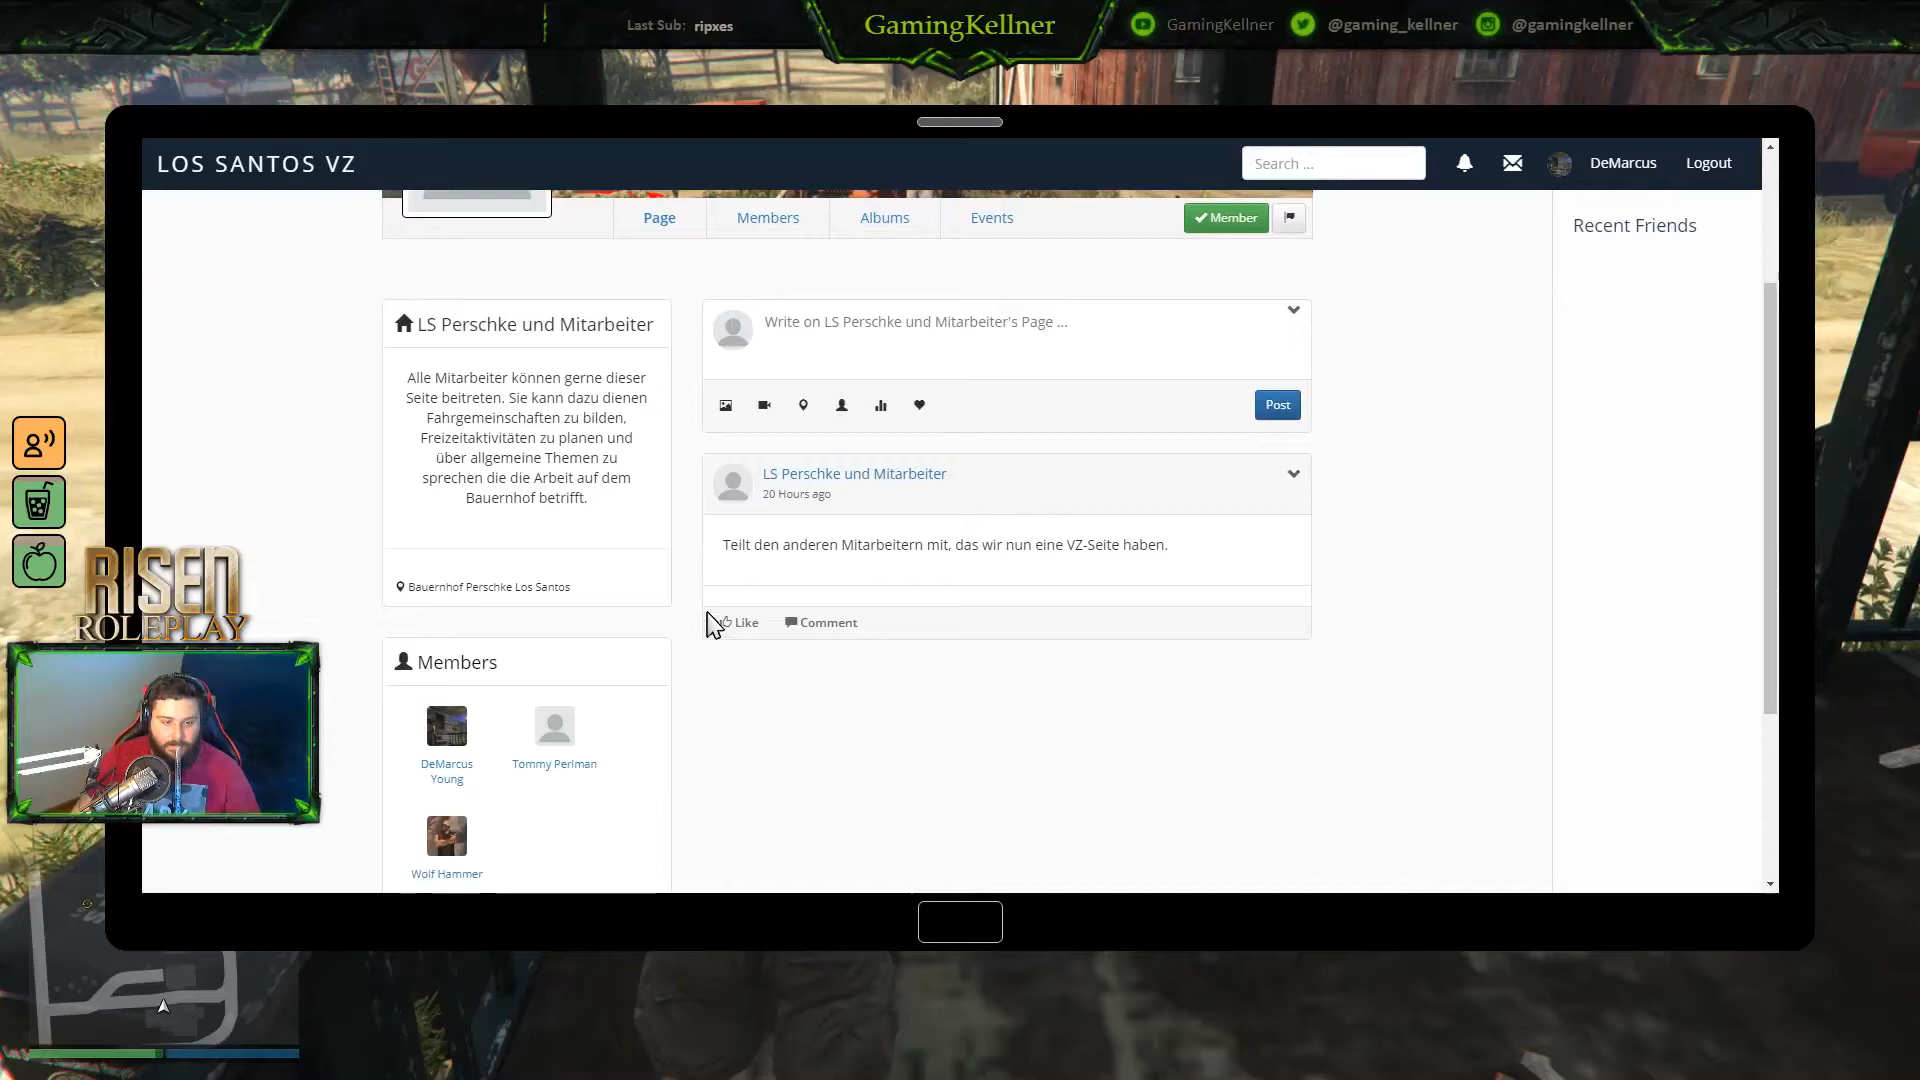 Last Sub: ripxes
GamingKellner
GamingKellner
@gaming_kellner
@gamingkellner
LOS SANTOS VZ
Search ...
DeMarcus
Logout
Page
Members
Albums
Events
Member
Recent Friends
LS Perschke und Mitarbeiter
Alle Mitarbeiter können gerne dieser
Seite beitreten. Sie kann dazu dienen
Fahrgemeinschaften zu bilden,
Freizeitaktivitäten zu planen und
über allgemeine Themen zu
sprechen die die Arbeit auf dem
Bauernhof betrifft.
Bauernhof Perschke Los Santos
Write on LS Perschke und Mitarbeiter's Page ...
Post
LS Perschke und Mitarbeiter
20 Hours ago
Teilt den anderen Mitarbeitern mit, das wir nun eine VZ-Seite haben.
Like
Comment
Members
DeMarcus
Young
Tommy Perlman
Wolf Hammer
RISEN
ROLEPLAY